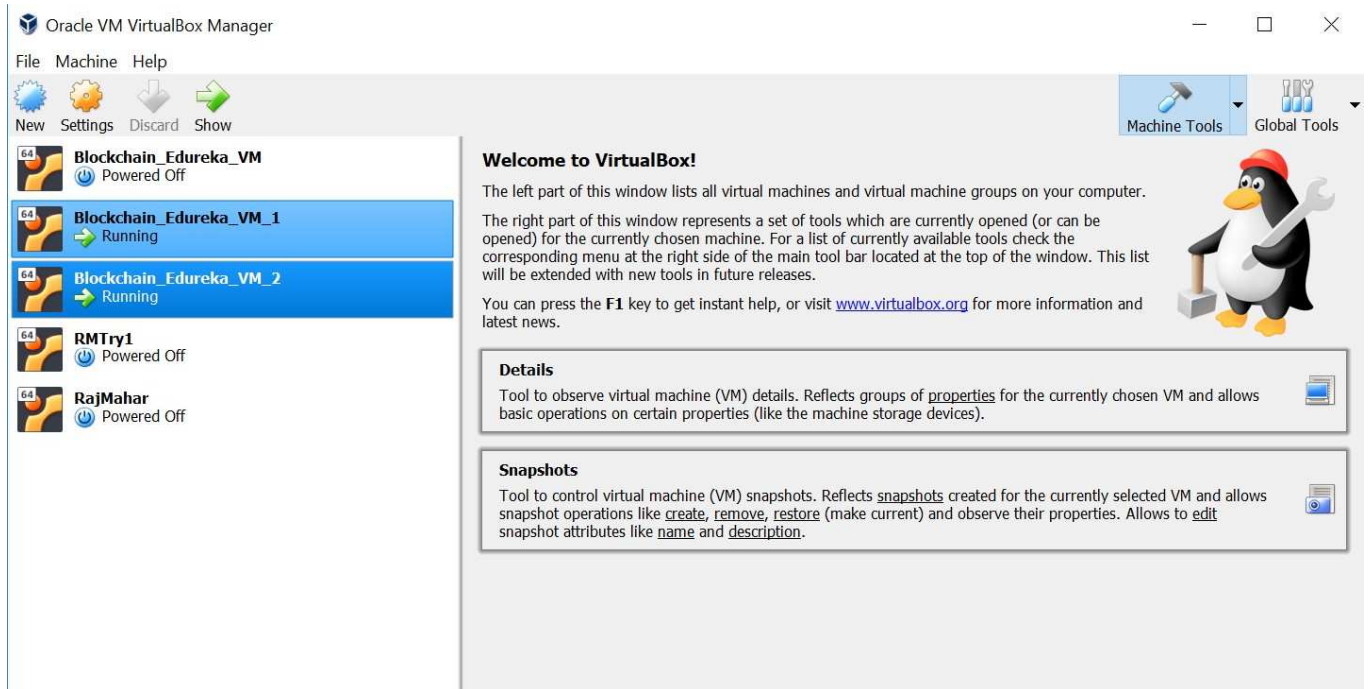 Oracle VM VirtualBox Manager
File Machine Help
New Settings Discard Show
Machine Tools Global Tools
64 Blockchain_Edureka_VM
Powered Off
64 Blockchain_Edureka_VM_1
Running
64 Blockchain_Edureka_VM_2
Running
64 RMTry1
Powered Off
64 RajMahar
Powered Off
Welcome to VirtualBox!
The left part of this window lists all virtual machines and virtual machine groups on your computer.
The right part of this window represents a set of tools which are currently opened (or can be
opened) for the currently chosen machine. For a list of currently available tools check the
corresponding menu at the right side of the main tool bar located at the top of the window. This list
will be extended with new tools in future releases.
You can press the F1 key to get instant help, or visit www.virtualbox.org for more information and
latest news.
Details
Tool to observe virtual machine (VM) details. Reflects groups of properties for the currently chosen VM and allows
basic operations on certain properties (like the machine storage devices).
Snapshots
Tool to control virtual machine (VM) snapshots. Reflects snapshots created for the currently selected VM and allows
snapshot operations like create, remove, restore (make current) and observe their properties. Allows to edit
snapshot attributes like name and description.